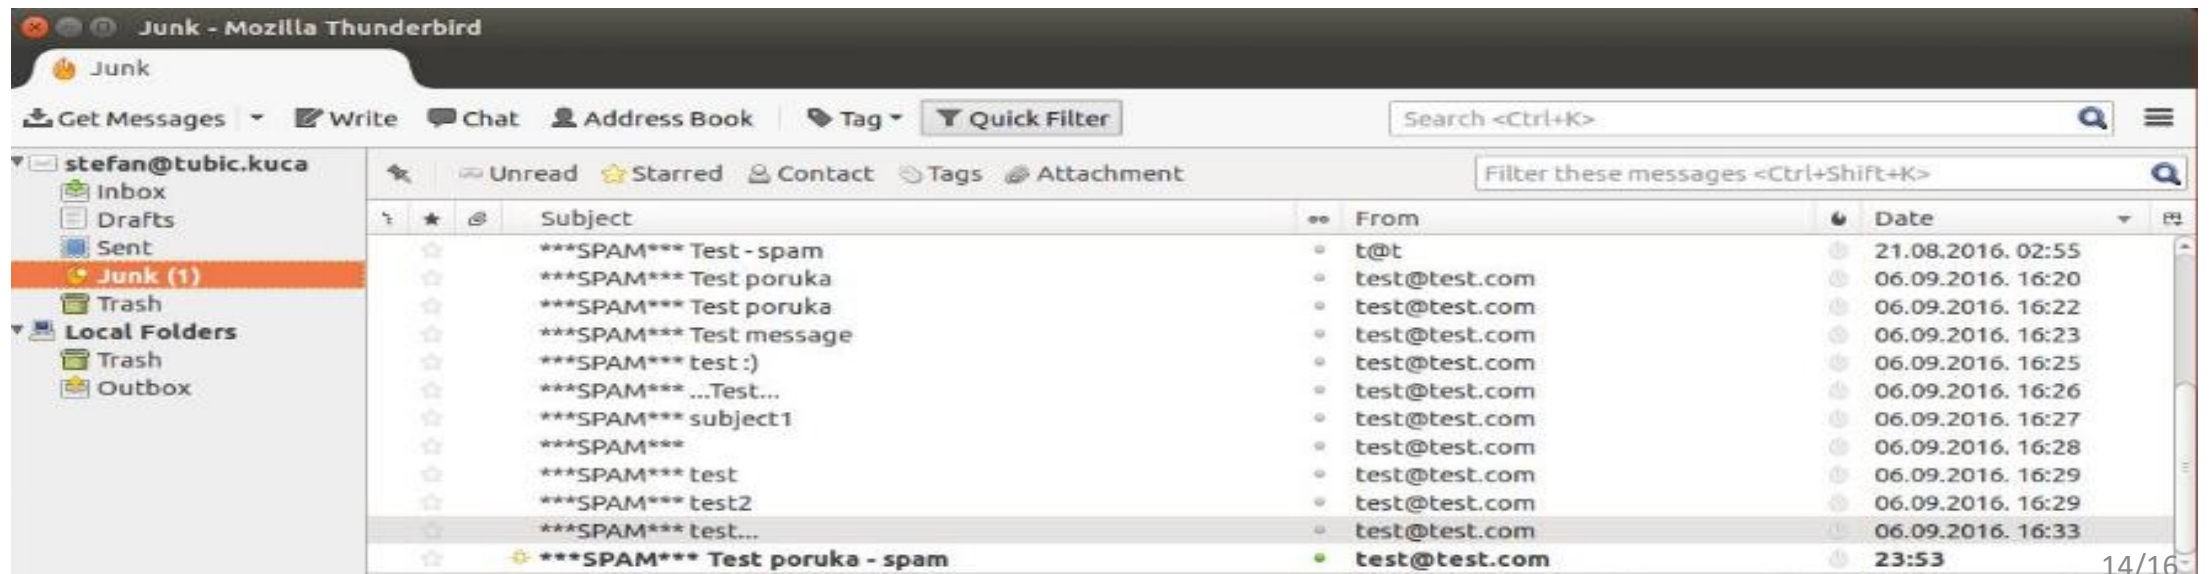 Junk - Mozilla Thunderbird
Junk
Get Messages Write Chat Address Book Tag Quick Filter Search <Ctrl+K>
stefan@tubic.kuca Unread Starred Contact Tags Attachment Filter these messages <Ctrl+Shift+K>
Inbox
Drafts Subject From Date
Sent ***SPAM*** Test - spam t@t 21.08.2016. 02:55
Junk (1) ***SPAM*** Test poruka test@test.com 06.09.2016. 16:20
Trash ***SPAM*** Test poruka test@test.com 06.09.2016. 16:22
Local Folders ***SPAM*** Test message test@test.com 06.09.2016. 16:23
Trash ***SPAM*** test :) test@test.com 06.09.2016. 16:25
Outbox ***SPAM*** ...Test... test@test.com 06.09.2016. 16:26
***SPAM*** subject1 test@test.com 06.09.2016. 16:27
***SPAM*** test@test.com 06.09.2016. 16:28
***SPAM*** test test@test.com 06.09.2016. 16:29
***SPAM*** test2 test@test.com 06.09.2016. 16:29
***SPAM*** test... test@test.com 06.09.2016. 16:33
***SPAM*** Test poruka - spam test@test.com 23:53
14/16